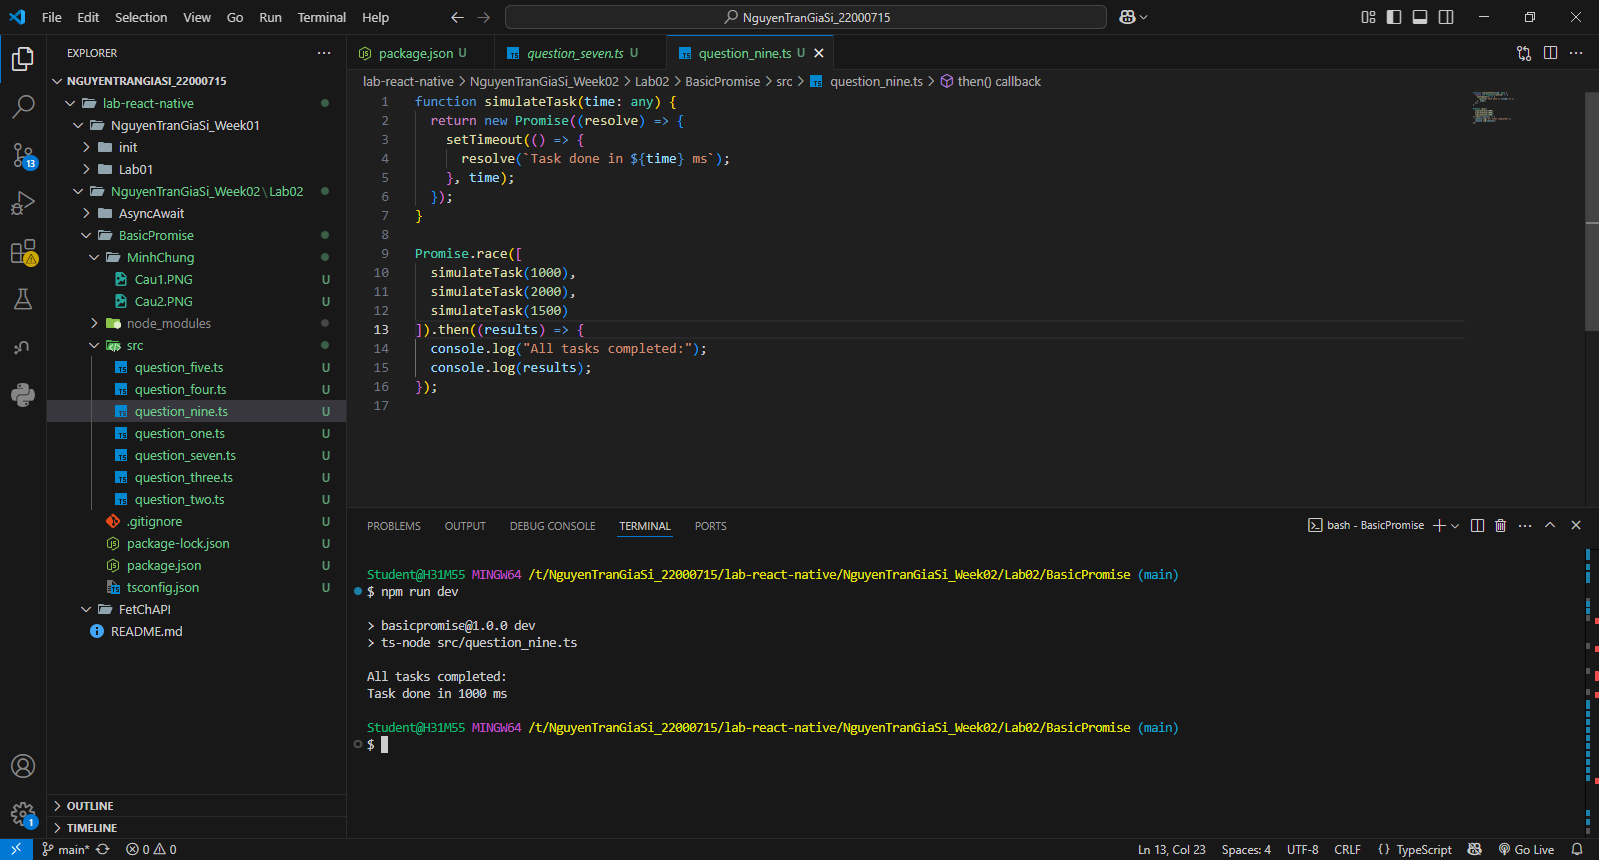 File Edit Selection View Go Run Terminal Help
NguyenTranGiaSi_22000715
EXPLORER
NGUYENTRANGIASI_22000715
lab-react-native
NguyenTranGiaSi_Week01
init
Lab01
NguyenTranGiaSi_Week02\Lab02
AsyncAwait
BasicPromise
MinhChung
Cau1.PNG U
Cau2.PNG U
node_modules
src
question_five.ts U
question_four.ts U
question_nine.ts U
question_one.ts U
question_seven.ts U
question_three.ts U
question_two.ts U
.gitignore U
package-lock.json U
package.json U
tsconfig.json U
FetChAPI
README.md
OUTLINE
TIMELINE
13
1
package.json U question_seven.ts U question_nine.ts U
lab-react-native > NguyenTranGiaSi_Week02 > Lab02 > BasicPromise > src > question_nine.ts > then() callback
1 function simulateTask(time: any) {
2 return new Promise((resolve) => {
3 setTimeout(() => {
4 resolve(`Task done in ${time} ms`);
5 }, time);
6 });
7 }
8
9 Promise.race([
10 simulateTask(1000),
11 simulateTask(2000),
12 simulateTask(1500)
13 ]).then((results) => {
14 console.log("All tasks completed:");
15 console.log(results);
16 });
17
PROBLEMS OUTPUT DEBUG CONSOLE TERMINAL PORTS
bash - BasicPromise
Student@H31M55 MINGW64 /t/NguyenTranGiaSi_22000715/lab-react-native/NguyenTranGiaSi_Week02/Lab02/BasicPromise (main)
$ npm run dev
> basicpromise@1.0.0 dev
> ts-node src/question_nine.ts
All tasks completed:
Task done in 1000 ms
Student@H31M55 MINGW64 /t/NguyenTranGiaSi_22000715/lab-react-native/NguyenTranGiaSi_Week02/Lab02/BasicPromise (main)
$
main* 0 0
Ln 13, Col 23 Spaces: 4 UTF-8 CRLF {} TypeScript Go Live